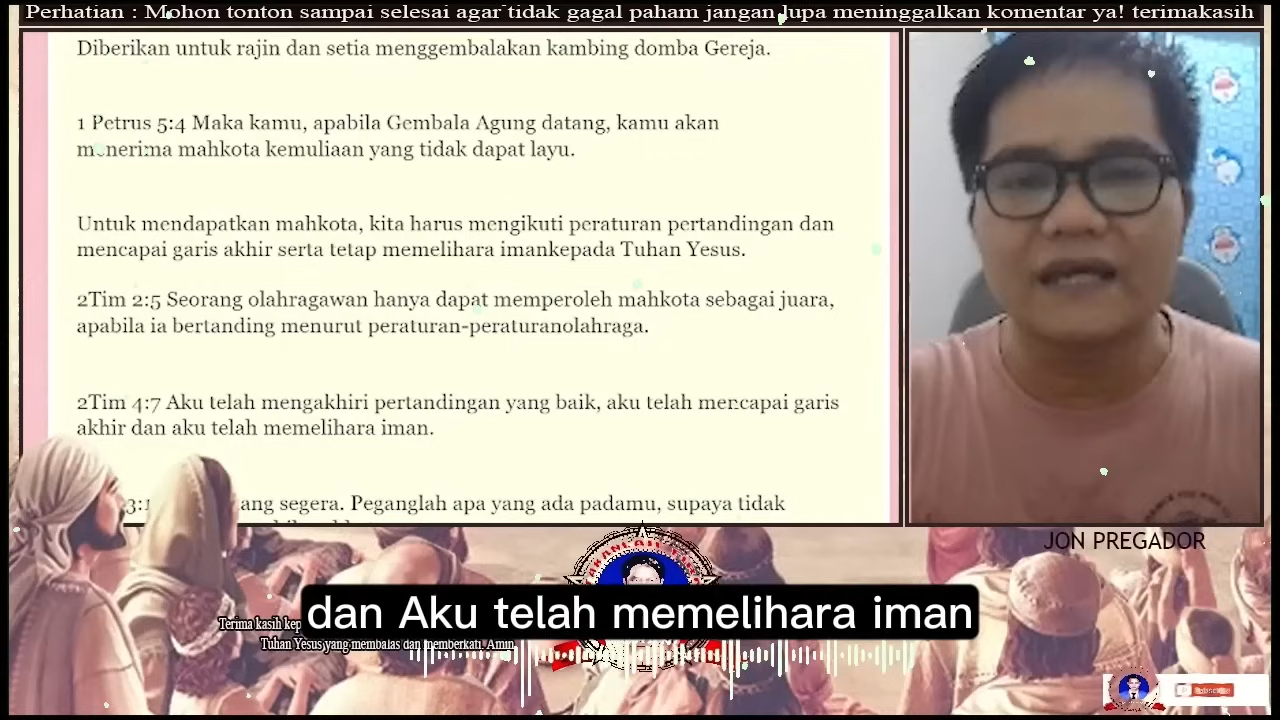 Perhatian : Mohon tonton sampai selesai agar tidak gagal paham jangan lupa meninggalkan komentar ya! terimakasih
Diberikan untuk rajin dan setia menggembalakan kambing domba Gereja.
1 Petrus 5:4 Maka kamu, apabila Gembala Agung datang, kamu akan
menerima mahkota kemuliaan yang tidak dapat layu.
Untuk mendapatkan mahkota, kita harus mengikuti peraturan pertandingan dan
mencapai garis akhir serta tetap memelihara imankepada Tuhan Yesus.
2Tim 2:5 Seorang olahragawan hanya dapat memperoleh mahkota sebagai juara,
apabila ia bertanding menurut peraturan-peraturanolahraga.
2Tim 4:7 Aku telah mengakhiri pertandingan yang baik, aku telah mencapai garis
akhir dan aku telah memelihara iman.
ang segera. Peganglah apa yang ada padamu, supaya tidak
JON PREGADOR
dan Aku telah memelihara iman
Terima kasih kep
Tuhan Yesus yang membalas dan memberkati. Amin
Subscribe